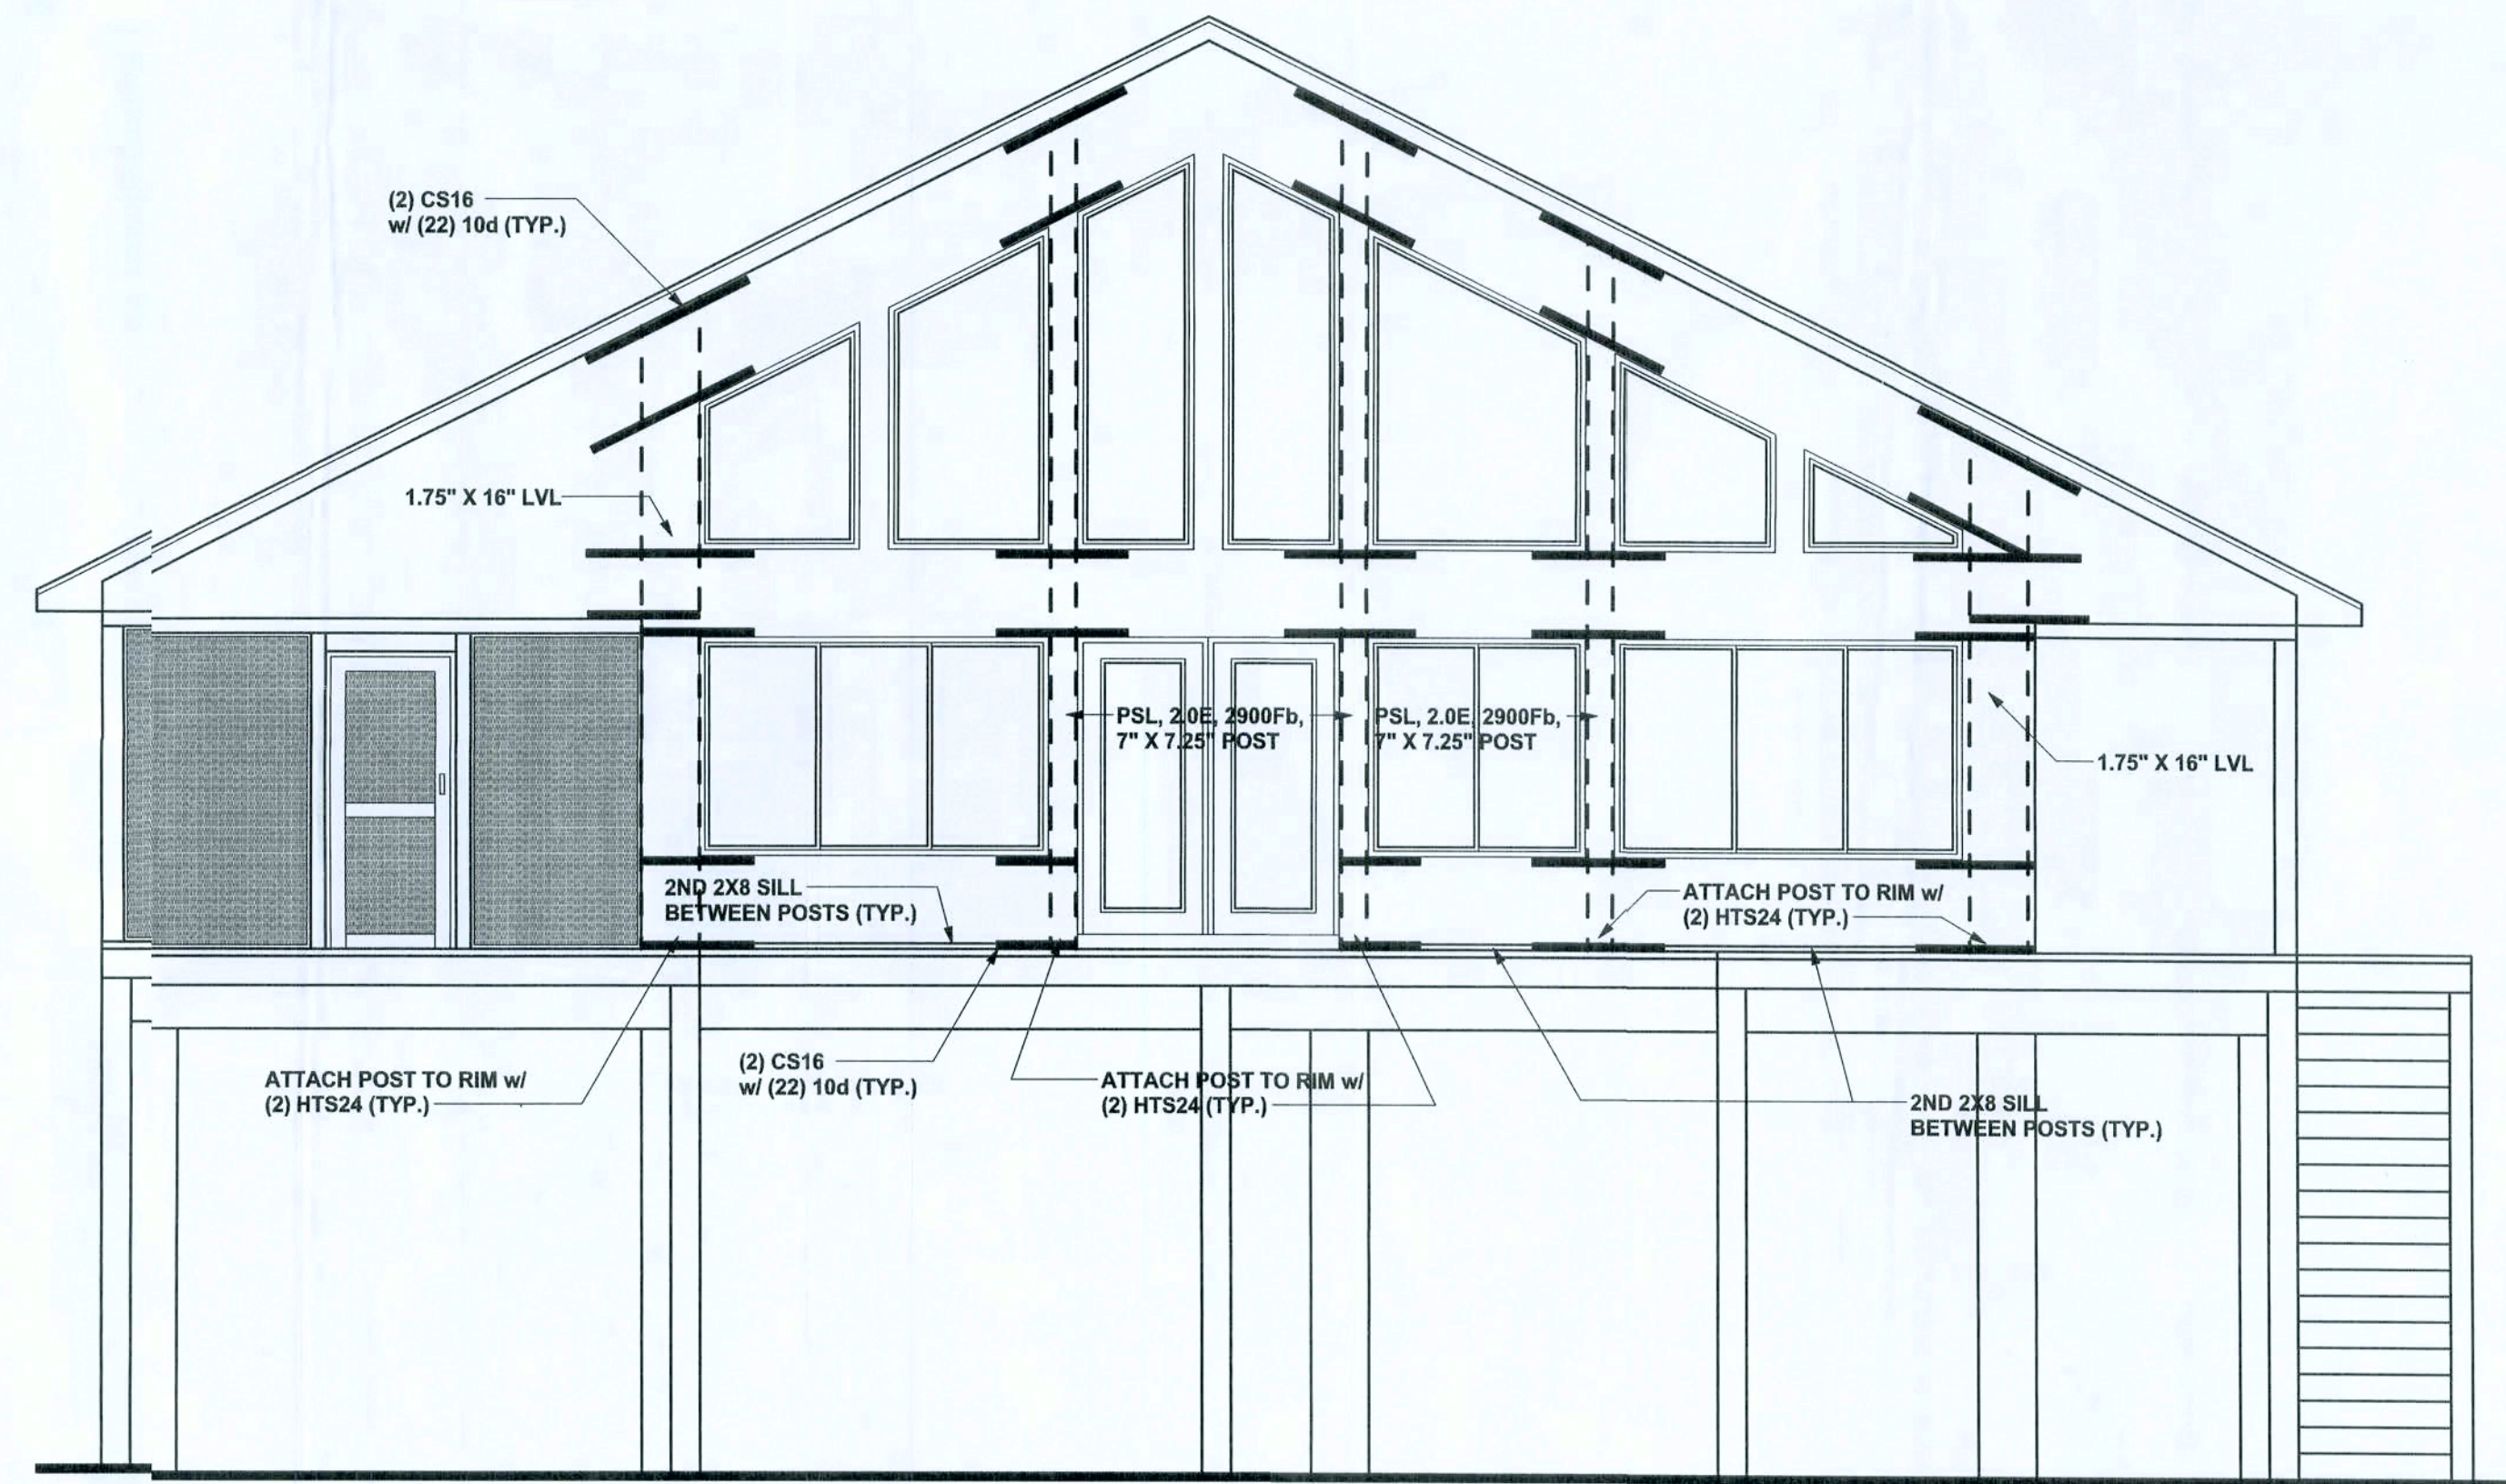 (2) CS16
w/ (22) 10d (TYP.)
1.75" X 16" LVL
PSL, 2.0E, 2900Fb,
7" X 7.25" POST
PSL, 2.0E, 2900Fb,
7" X 7.25" POST
1.75" X 16" LVL
2ND 2X8 SILL
BETWEEN POSTS (TYP.)
ATTACH POST TO RIM w/
(2) HTS24 (TYP.)
ATTACH POST TO RIM w/
(2) HTS24 (TYP.)
(2) CS16
w/ (22) 10d (TYP.)
ATTACH POST TO RIM w/
(2) HTS24 (TYP.)
2ND 2X8 SILL
BETWEEN POSTS (TYP.)